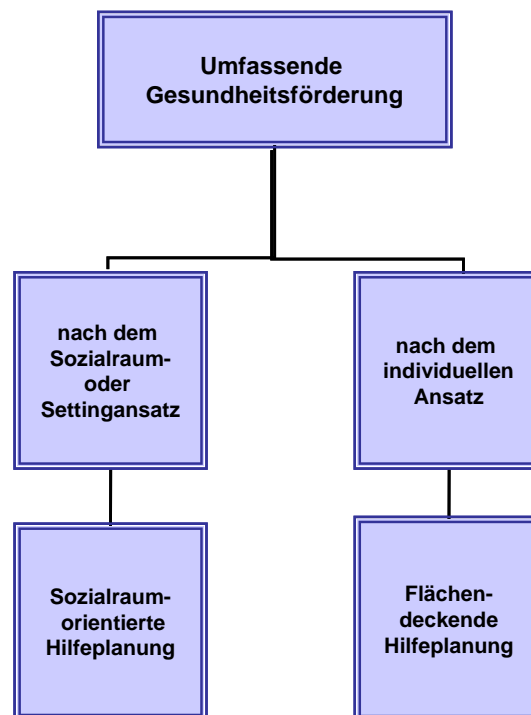 Umfassende
Gesundheitsförderung
nach dem
Sozialraum-
oder
Settingansatz
nach dem
individuellen
Ansatz
Sozialraum-
orientierte
Hilfeplanung
Flächen-
deckende
Hilfeplanung